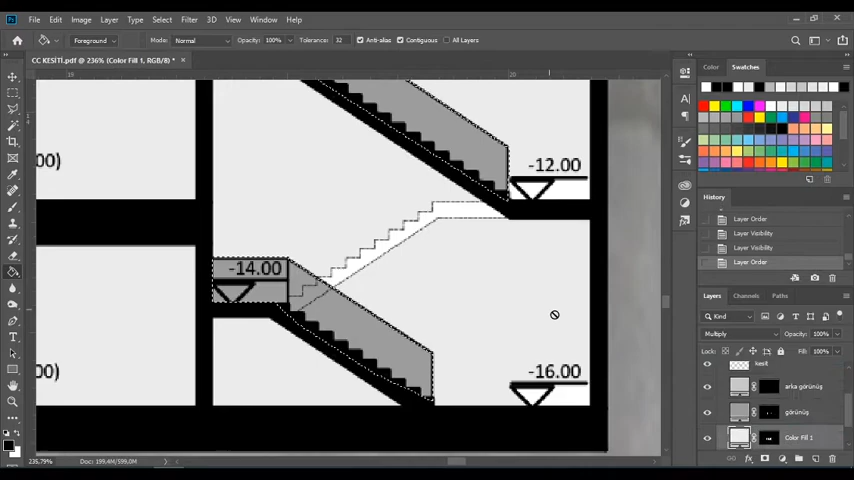 Ps File Edit Image Layer Type Select Filter 3D View Window Help
Foreground Mode: Normal Opacity: 100% Tolerance: 32 Anti-alias Contiguous All Layers
CC KESİTİ.pdf @ 236% (Color Fill 1, RGB/8) *
19 20
-12.00
00)
-14.00
-16.00
00)
Color Swatches
History
Layer Order
Layer Visibility
Layer Visibility
Layer Order
Layers Channels Paths
Kind
Multiply Opacity: 100%
Lock: Fill: 100%
kesit
arka görünüş
görünüş
Color Fill 1
235.79% Doc: 199.4M/599.0M